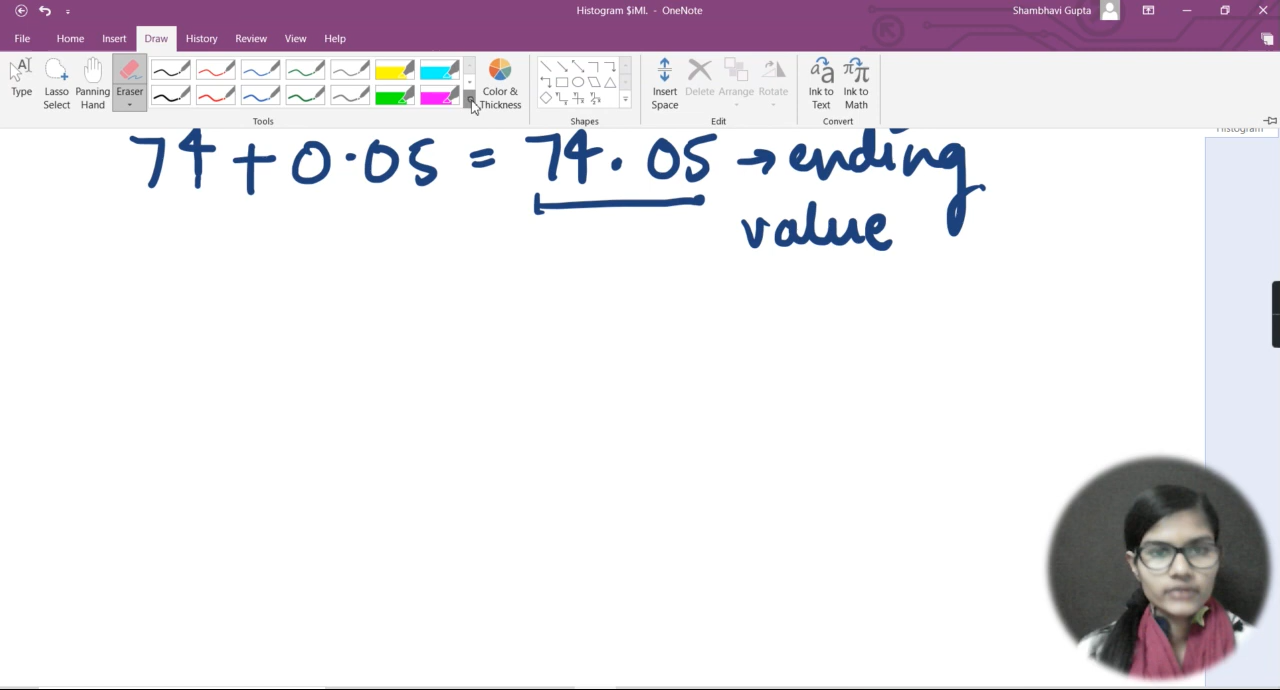 Histogram $iMl. - OneNote
Shambhavi Gupta
File Home Insert Draw History Review View Help
Type
Lasso Select
Panning Hand
Eraser
Color & Thickness
Insert Space
Delete
Arrange
Rotate
Ink to Text
Ink to Math
Tools
Shapes
Edit
Convert
Histogram
74 + 0.05 = 74.05 → ending
value